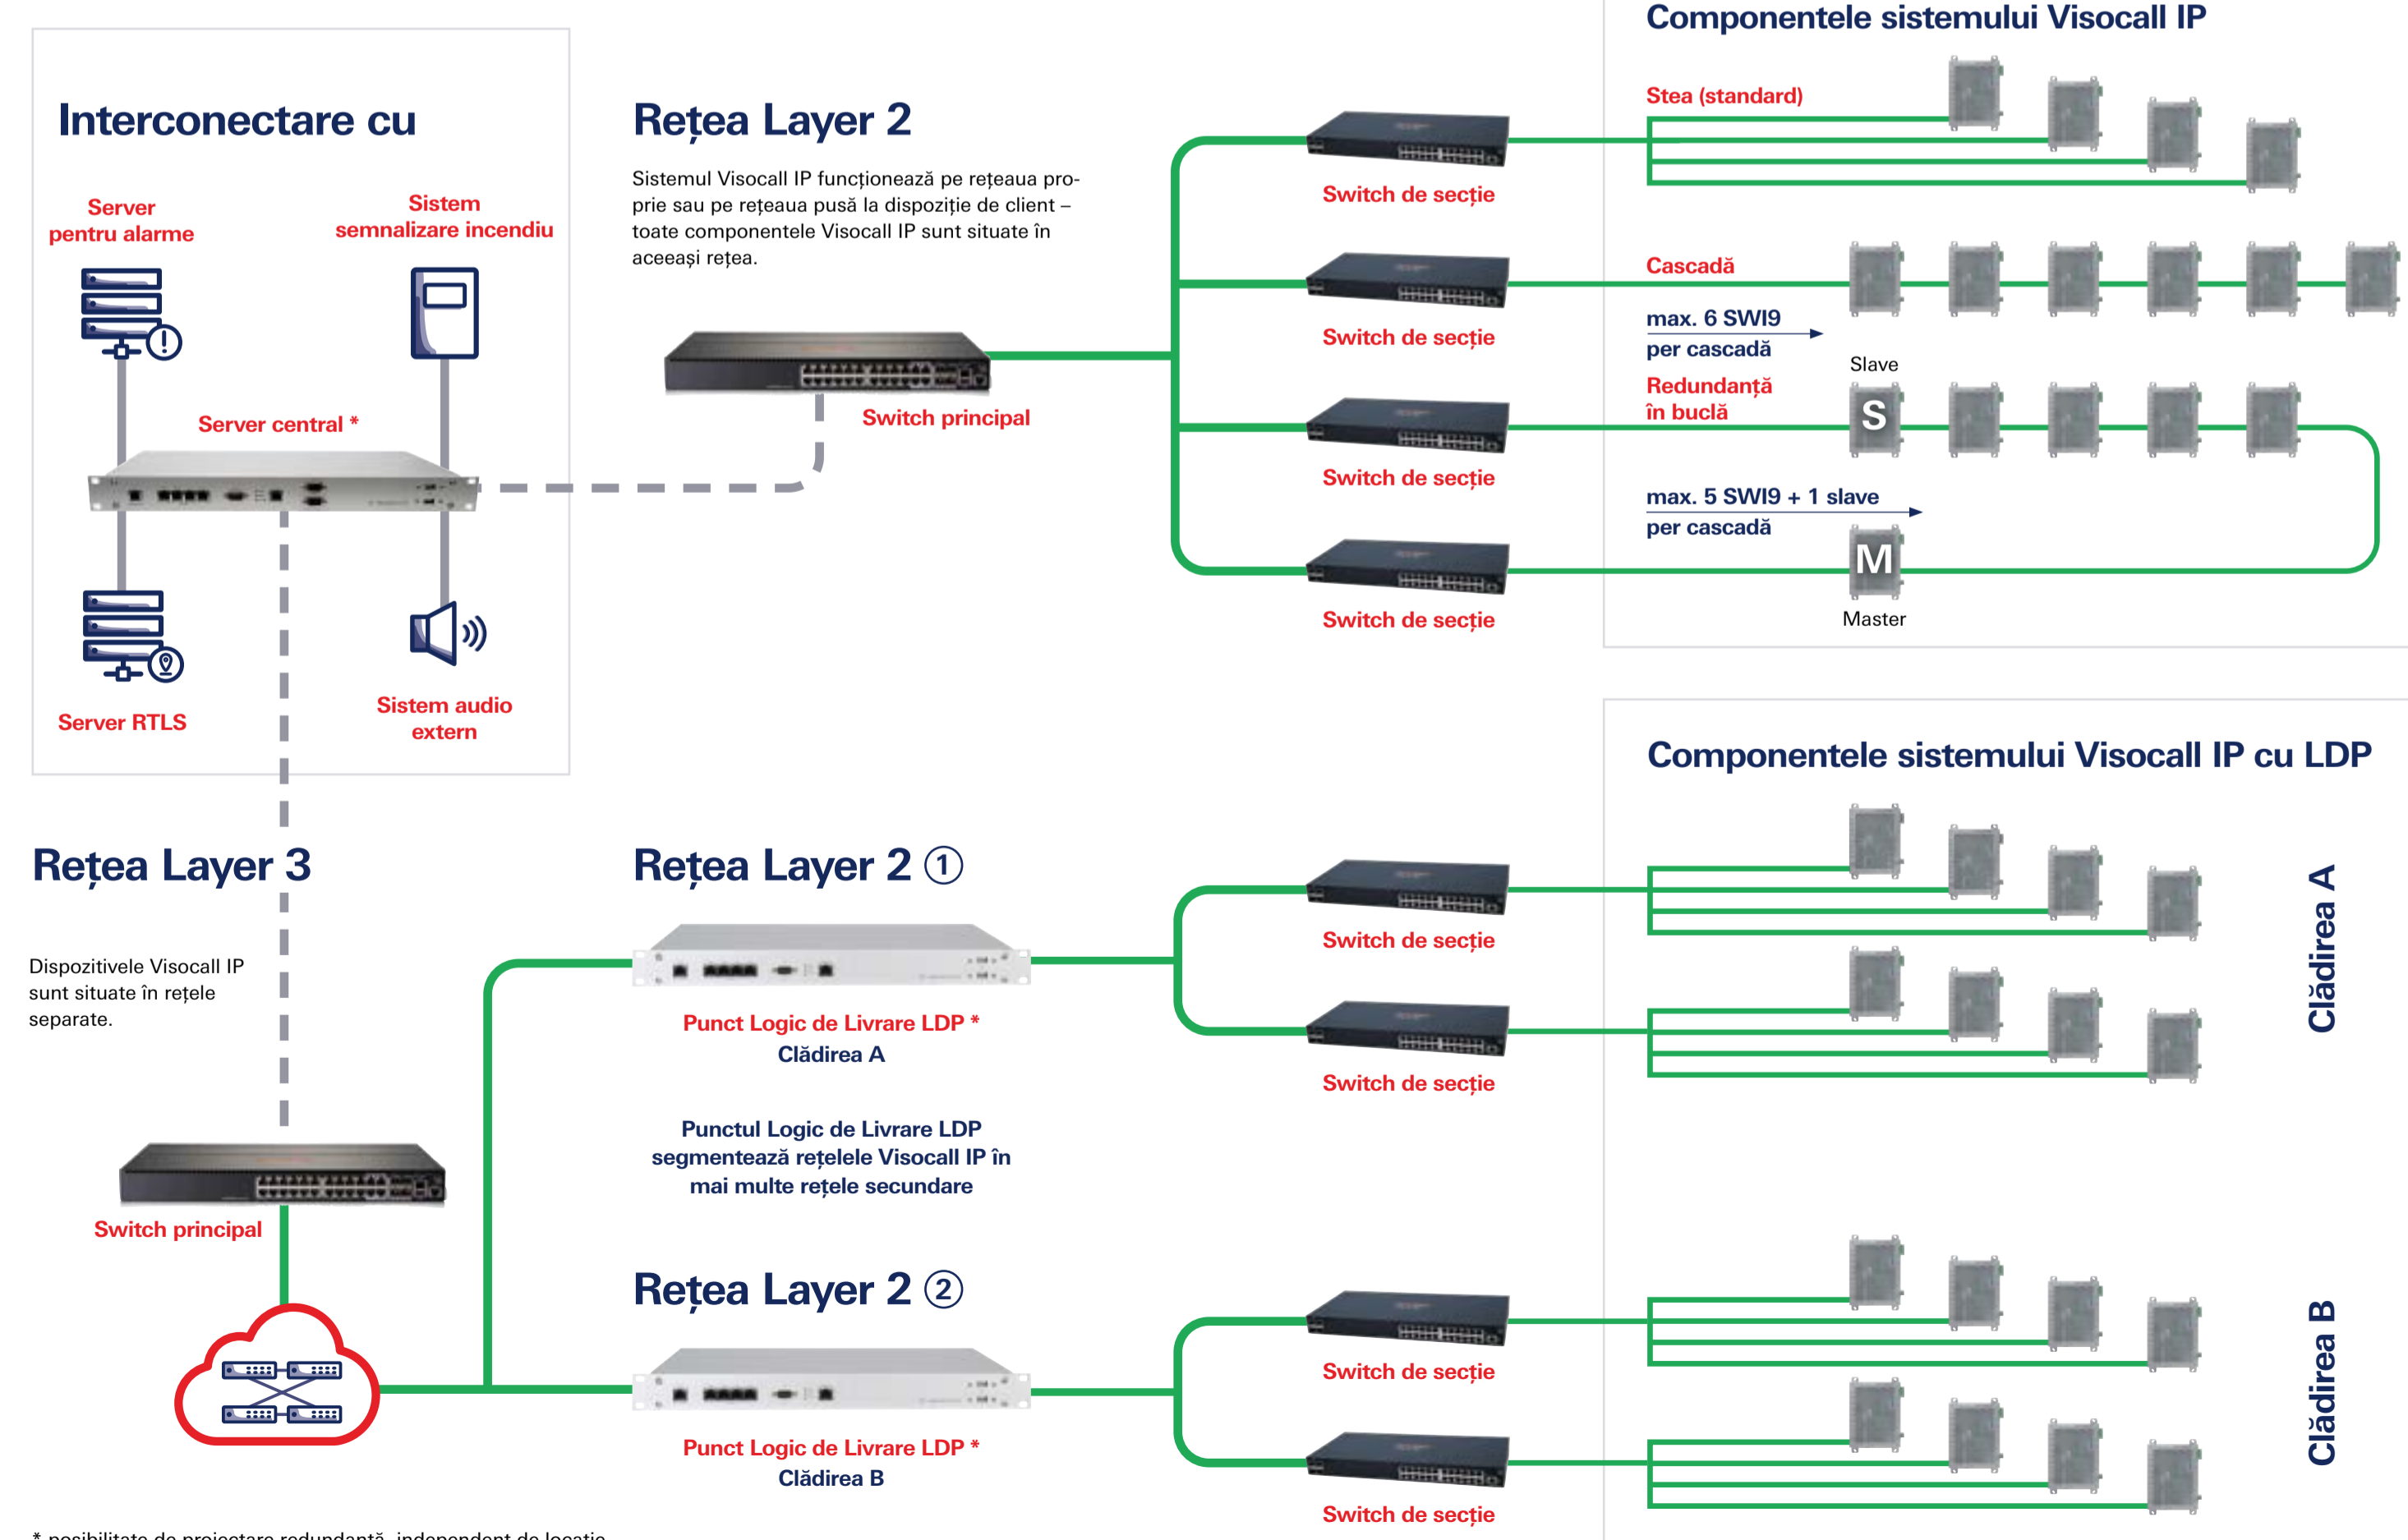 Componentele sistemului Visocall IP
Interconectare cu
Server
pentru alarme
Sistem
semnalizare incendiu
Server central *
Server RTLS
Sistem audio
extern
Rețea Layer 2
Sistemul Visocall IP funcționează pe rețeaua pro-
prie sau pe rețeaua pusă la dispoziție de client –
toate componentele Visocall IP sunt situate în
aceeași rețea.
Switch principal
Switch de secție
Switch de secție
Switch de secție
Switch de secție
Stea (standard)
Cascadă
max. 6 SWI9
per cascadă
Slave
Redundanță
în buclă
S
max. 5 SWI9 + 1 slave
per cascadă
M
Master
Componentele sistemului Visocall IP cu LDP
Rețea Layer 3
Dispozitivele Visocall IP
sunt situate în rețele
separate.
Switch principal
Rețea Layer 2 ①
Punct Logic de Livrare LDP *
Clădirea A
Punctul Logic de Livrare LDP
segmentează rețelele Visocall IP în
mai multe rețele secundare
Switch de secție
Switch de secție
Clădirea A
Rețea Layer 2 ②
Punct Logic de Livrare LDP *
Clădirea B
Switch de secție
Switch de secție
Clădirea B
* posibilitate de proiectare redundantă, independent de locație